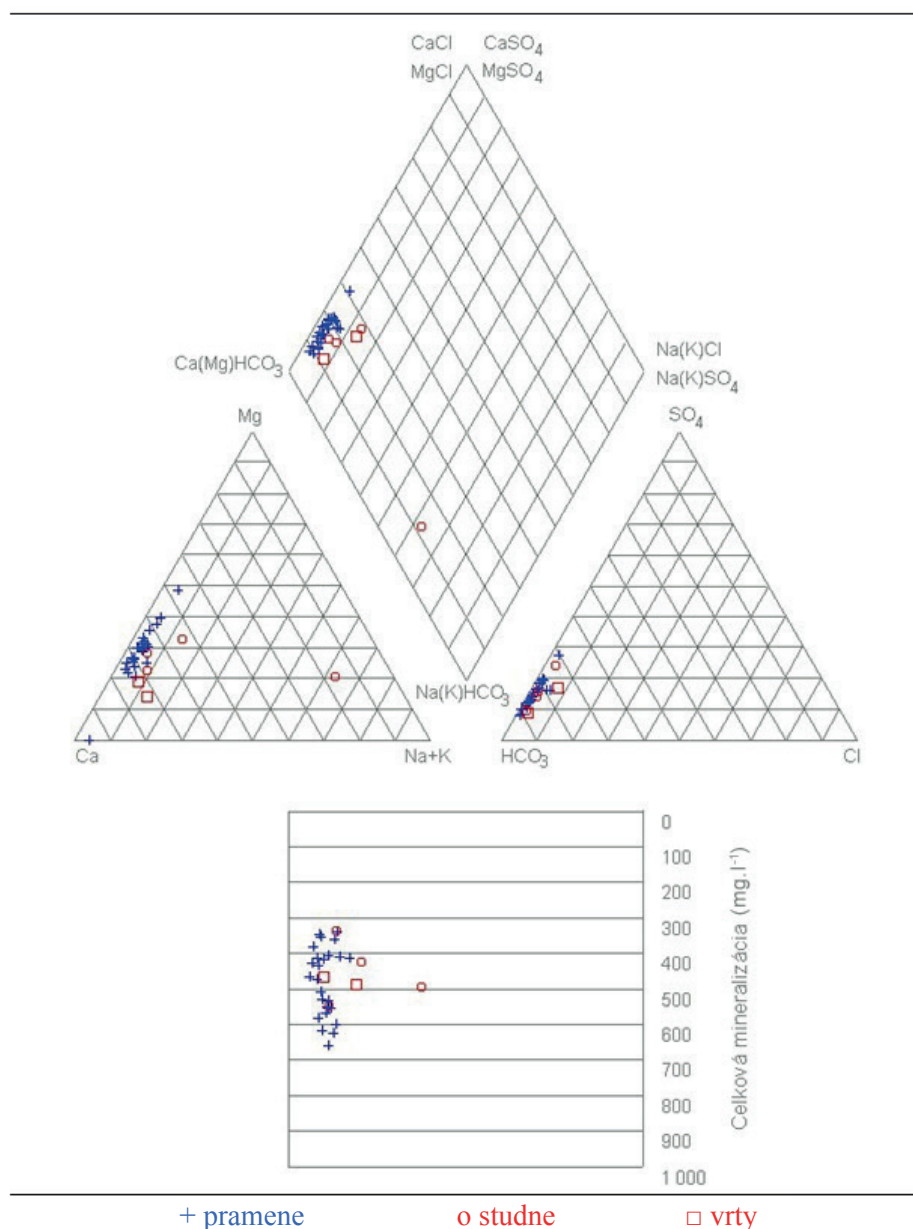 CaCl CaSO₄
MgCl MgSO₄
Ca(Mg)HCO₃
Na(K)Cl
Na(K)SO₄
Mg
SO₄
Na(K)HCO₃
Ca
Na+K
HCO₃
Cl
0
100
200
300
400
500
600
700
800
900
1 000
Celková mineralizácia (mg.l⁻¹)
+ pramene o studne □ vrty